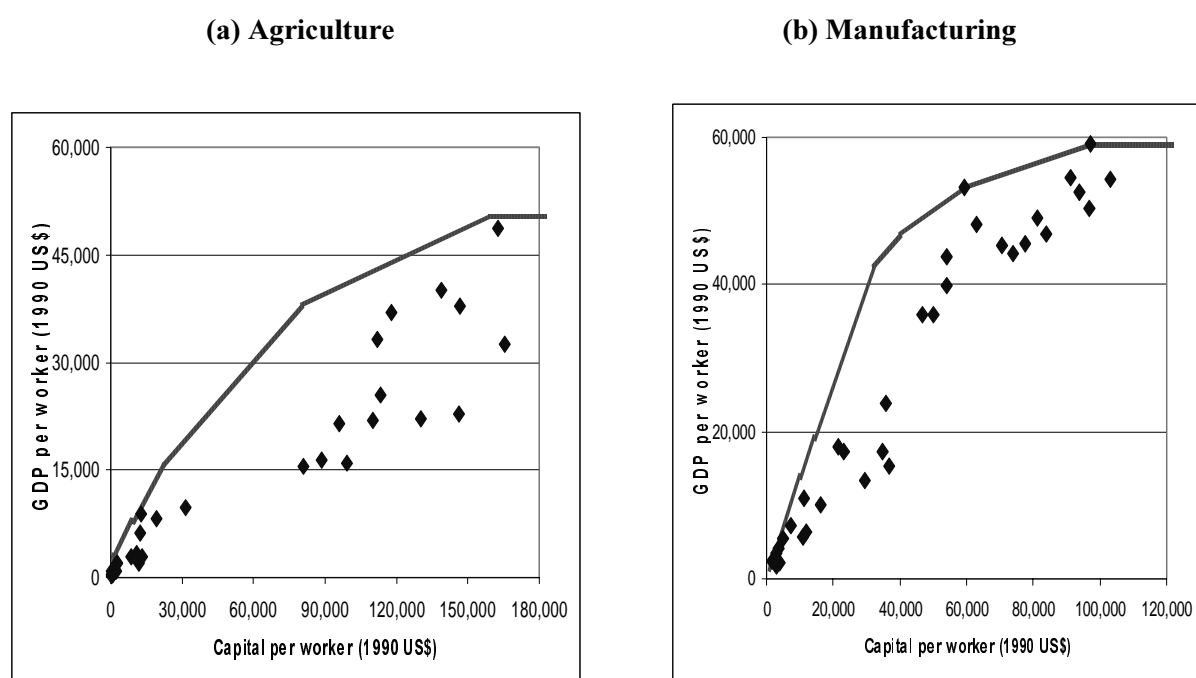 (a) Agriculture
(b) Manufacturing
60,000
45,000
30,000
15,000
0
GDP per worker (1990 US$)
0 30,000 60,000 90,000 120,000 150,000 180,000
Capital per worker (1990 US$)
60,000
40,000
20,000
0
GDP per worker (1990 US$)
0 20,000 40,000 60,000 80,000 100,000 120,000
Capital per worker (1990 US$)